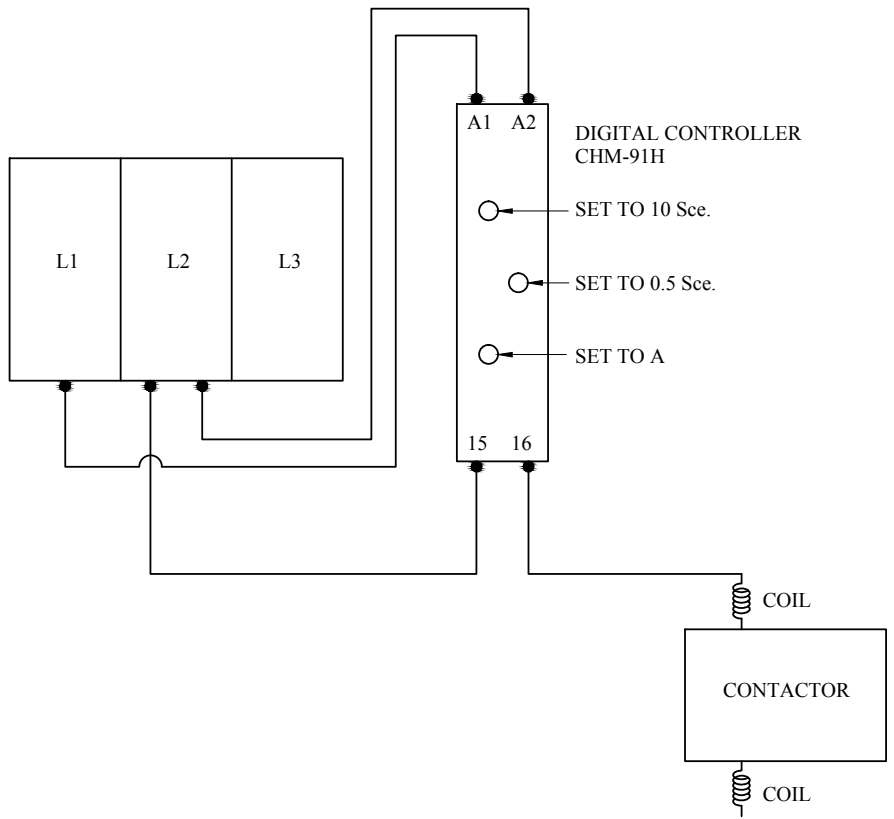 A1 A2
DIGITAL CONTROLLER
CHM-91H
SET TO 10 Sce.
L1 L2 L3
SET TO 0.5 Sce.
SET TO A
15 16
COIL
CONTACTOR
COIL